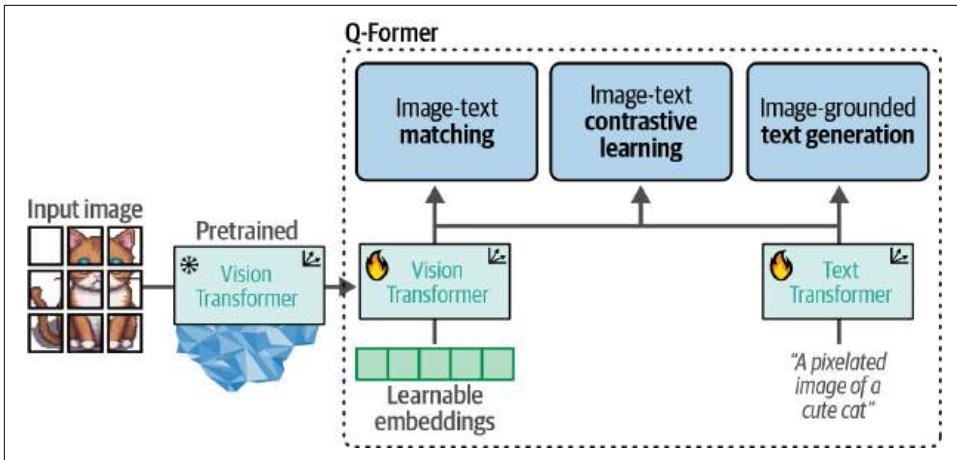 Q-Former
Image-text
matching
Image-text
contrastive
learning
Image-grounded
text generation
Input image
Pretrained
Vision
Transformer
Vision
Transformer
Text
Transformer
Learnable
embeddings
"A pixelated
image of a
cute cat"